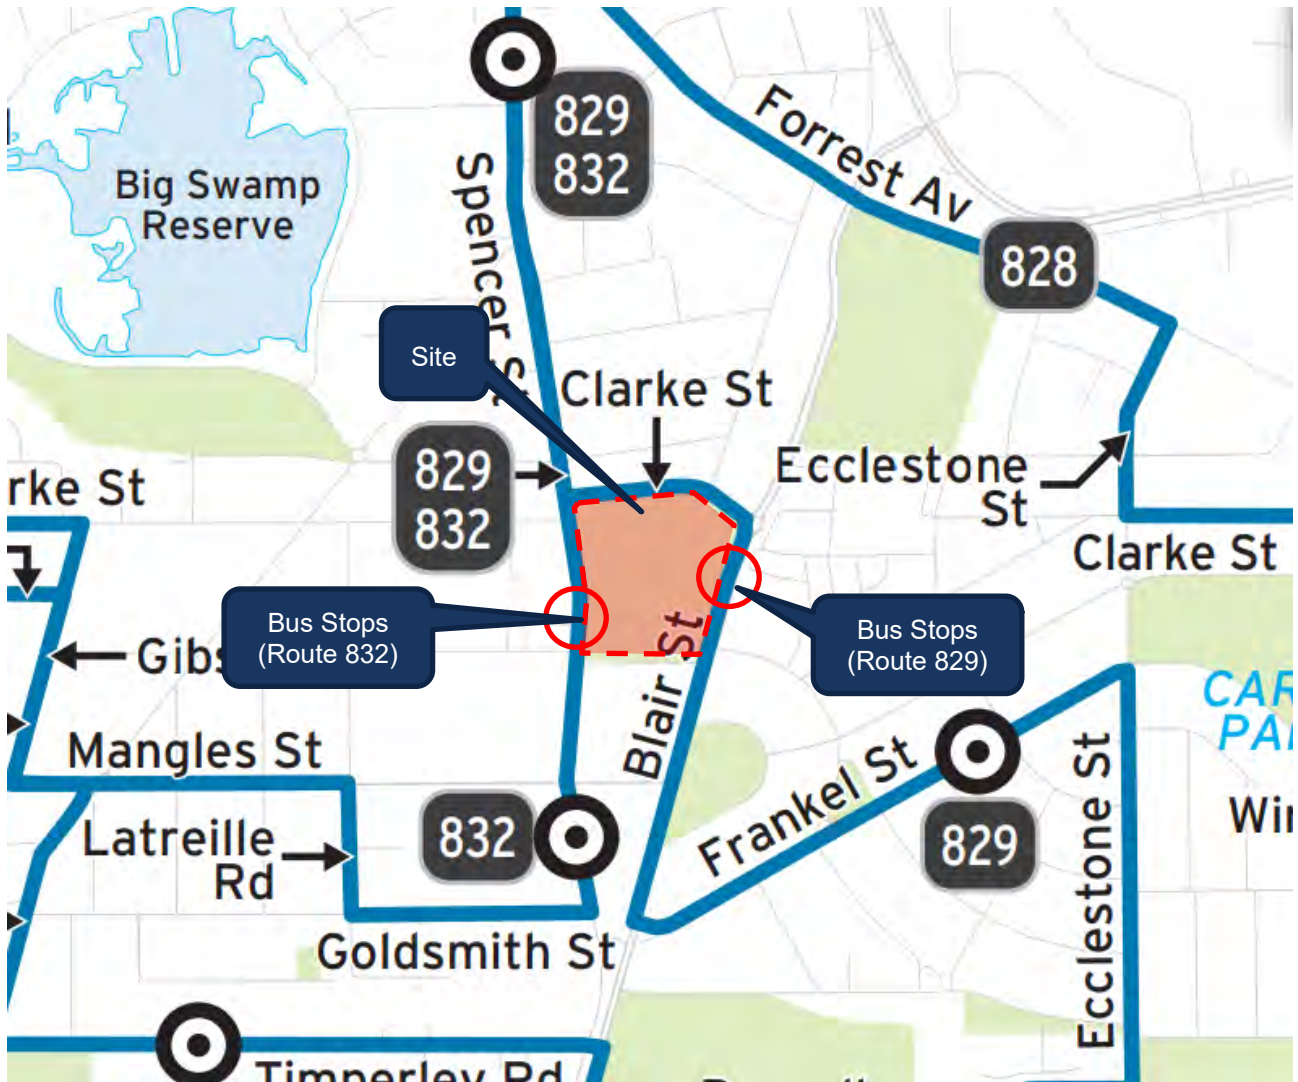 829
832
Forrest Av
Big Swamp
Reserve
Spencer St
828
Site
Clarke St
829
832
Ecclestone
St
rke St
Clarke St
Bus Stops
(Route 832)
Bus Stops
(Route 829)
Gibs
Blair St
CAR
PA
Mangles St
Frankel St
Ecclestone St
Latreille
Rd
832
829
Win
Goldsmith St
Timperley Rd